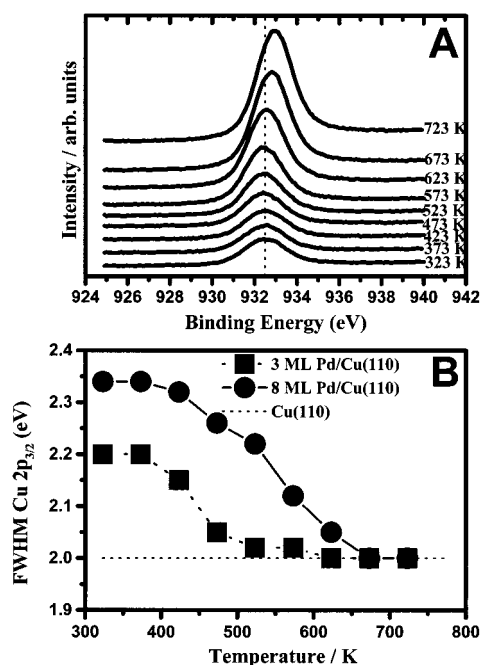 A
Intensity / arb. units
723 K
673 K
623 K
573 K
523 K
473 K
423 K
373 K
323 K
924 926 928 930 932 934 936 938 940 942
Binding Energy (eV)
B
3 ML Pd/Cu(110)
8 ML Pd/Cu(110)
Cu(110)
FWHM Cu 2p3/2 (eV)
2.4
2.3
2.2
2.1
2.0
1.9
300 400 500 600 700 800
Temperature / K